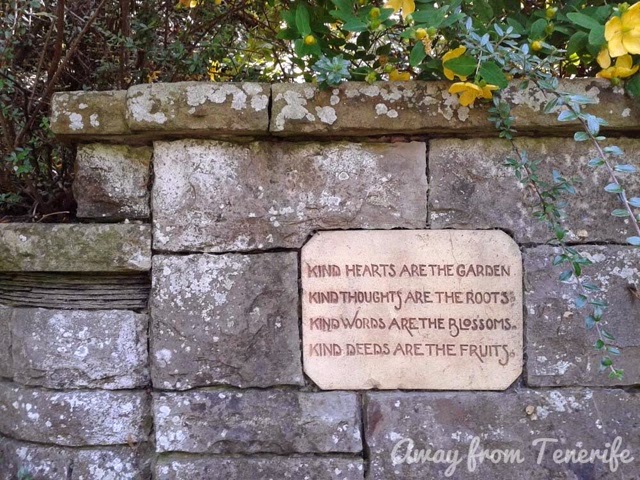 KIND HEARTS ARE THE GARDEN
KIND THOUGHTS ARE THE ROOTS
KIND WORDS ARE THE BLOSSOMS.
KIND DEEDS ARE THE FRUITS.
Away from Tenerife